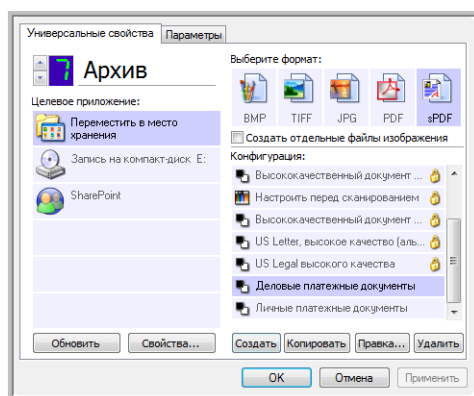 Универсальные свойства Параметры
7 Архив
Целевое приложение:
Переместить в место
хранения
Запись на компакт-диск E:
SharePoint
Обновить Свойства...
Выберите формат:
BMP TIFF JPG PDF sPDF
Создать отдельные файлы изображения
Конфигурация:
Высококачественный документ ...
Настроить перед сканированием
Высококачественный документ ...
US Letter, высокое качество (аль...
US Legal высокого качества
Деловые платежные документы
Личные платежные документы
Создать Копировать Правка... Удалить
OK Отмена Применить